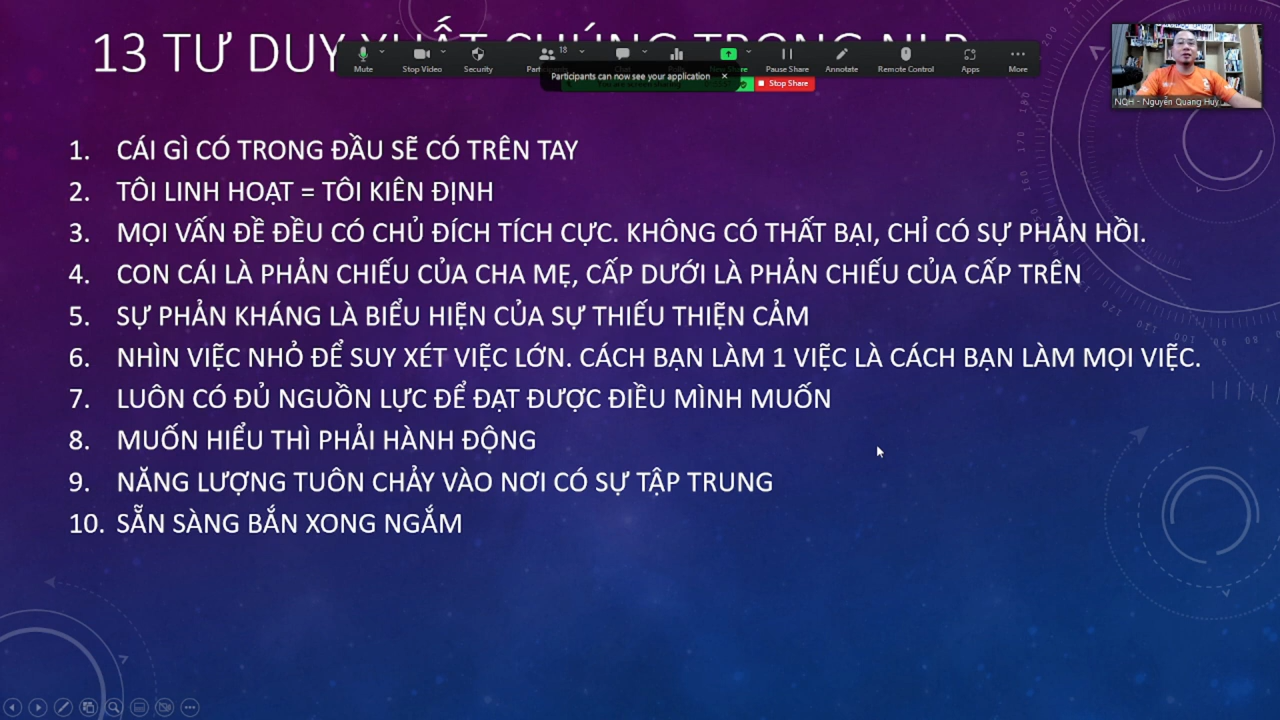 13 TƯ DUY XUẤT CHÚNG TRONG NLP
Mute
Stop Video
Security
18
Pause Share
Annotate
Remote Control
Apps
More
Participants can now see your application
Stop Share
NQH - Nguyễn Quang Huy
1. CÁI GÌ CÓ TRONG ĐẦU SẼ CÓ TRÊN TAY
2. TÔI LINH HOẠT = TÔI KIÊN ĐỊNH
3. MỌI VẤN ĐỀ ĐỀU CÓ CHỦ ĐÍCH TÍCH CỰC. KHÔNG CÓ THẤT BẠI, CHỈ CÓ SỰ PHẢN HỒI.
4. CON CÁI LÀ PHẢN CHIẾU CỦA CHA MẸ, CẤP DƯỚI LÀ PHẢN CHIẾU CỦA CẤP TRÊN
5. SỰ PHẢN KHÁNG LÀ BIỂU HIỆN CỦA SỰ THIẾU THIỆN CẢM
6. NHÌN VIỆC NHỎ ĐỂ SUY XÉT VIỆC LỚN. CÁCH BẠN LÀM 1 VIỆC LÀ CÁCH BẠN LÀM MỌI VIỆC.
7. LUÔN CÓ ĐỦ NGUỒN LỰC ĐỂ ĐẠT ĐƯỢC ĐIỀU MÌNH MUỐN
8. MUỐN HIỂU THÌ PHẢI HÀNH ĐỘNG
9. NĂNG LƯỢNG TUÔN CHẢY VÀO NƠI CÓ SỰ TẬP TRUNG
10. SẴN SÀNG BẮN XONG NGẮM